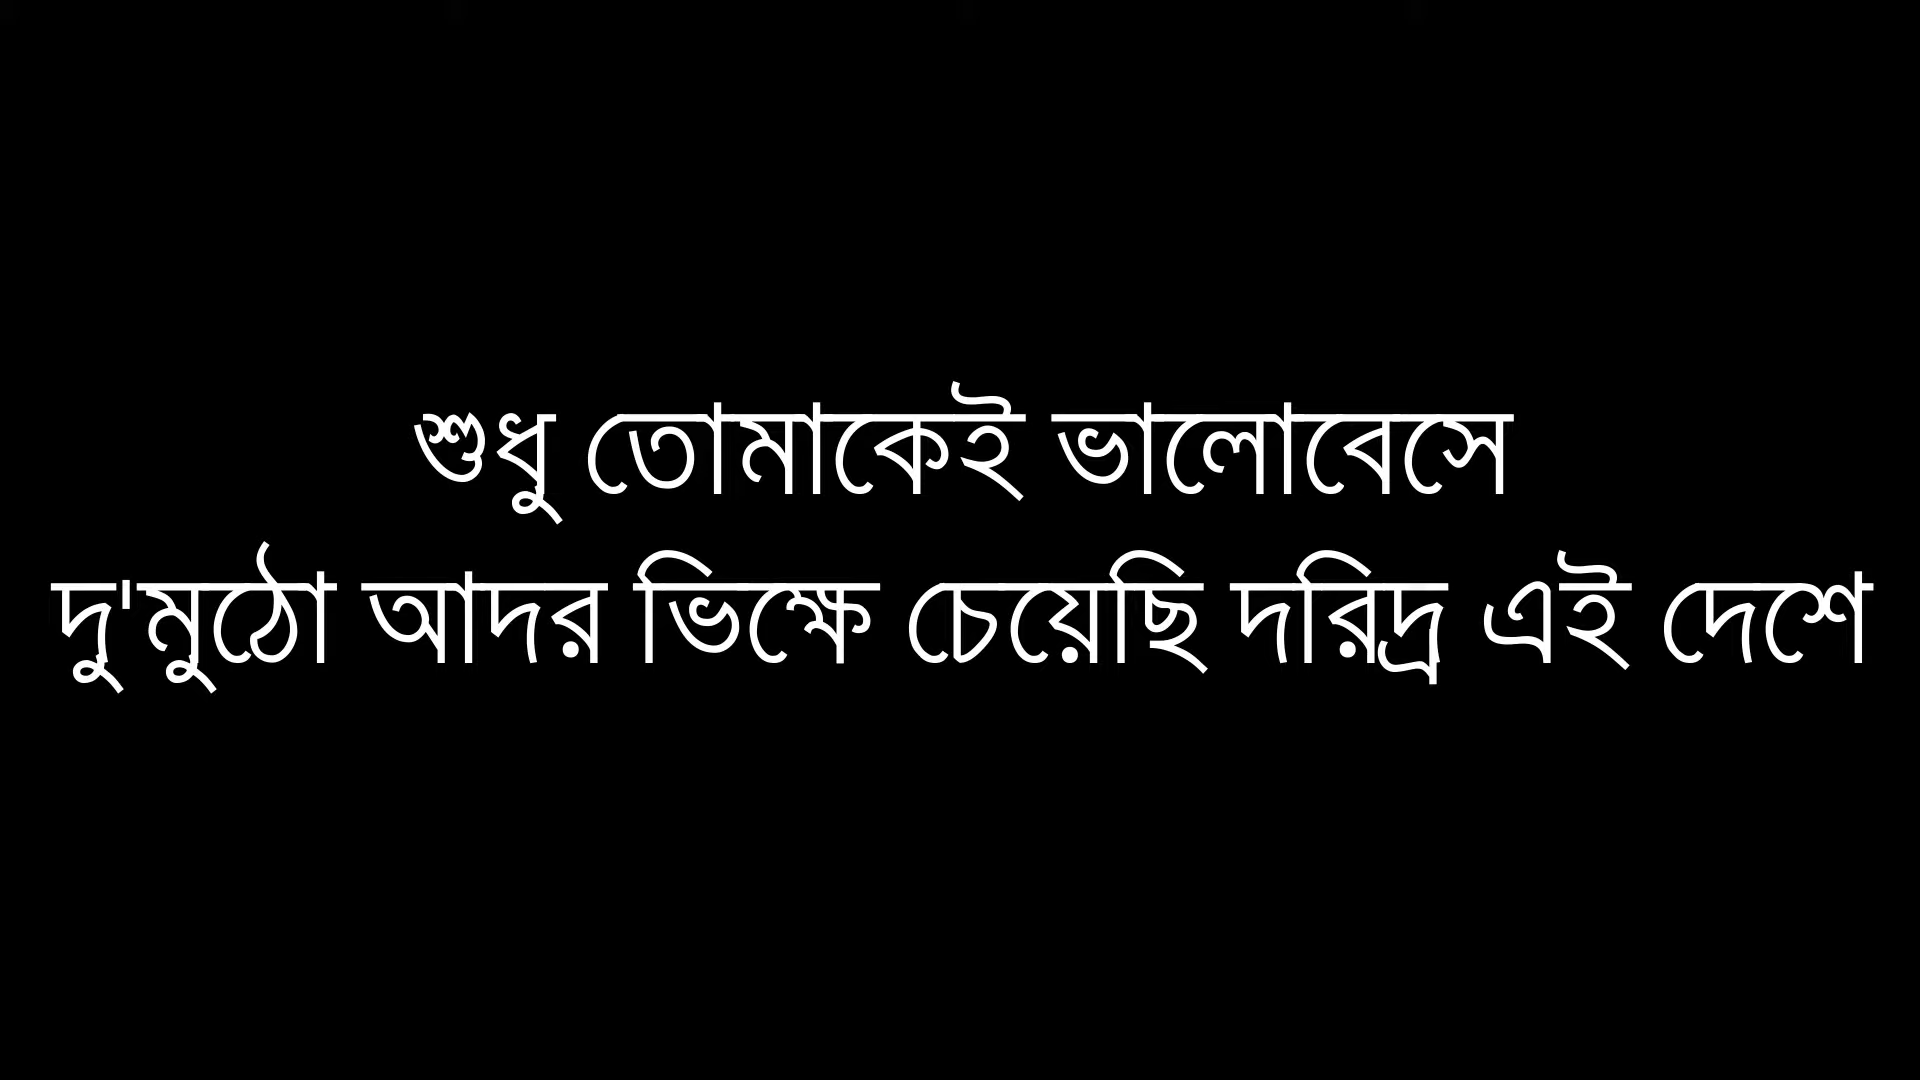 শুধু তোমাকেই ভালোবেসে
দু'মুঠো আদর ভিক্ষে চেয়েছি দরিদ্র এই দেশে